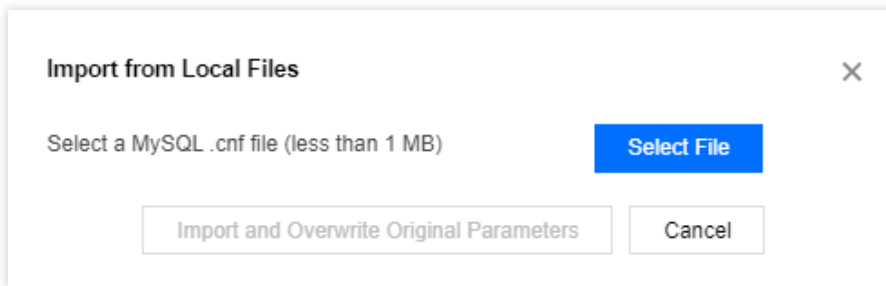 Import from Local Files
Select a MySQL .cnf file (less than 1 MB)
Select File
Import and Overwrite Original Parameters
Cancel